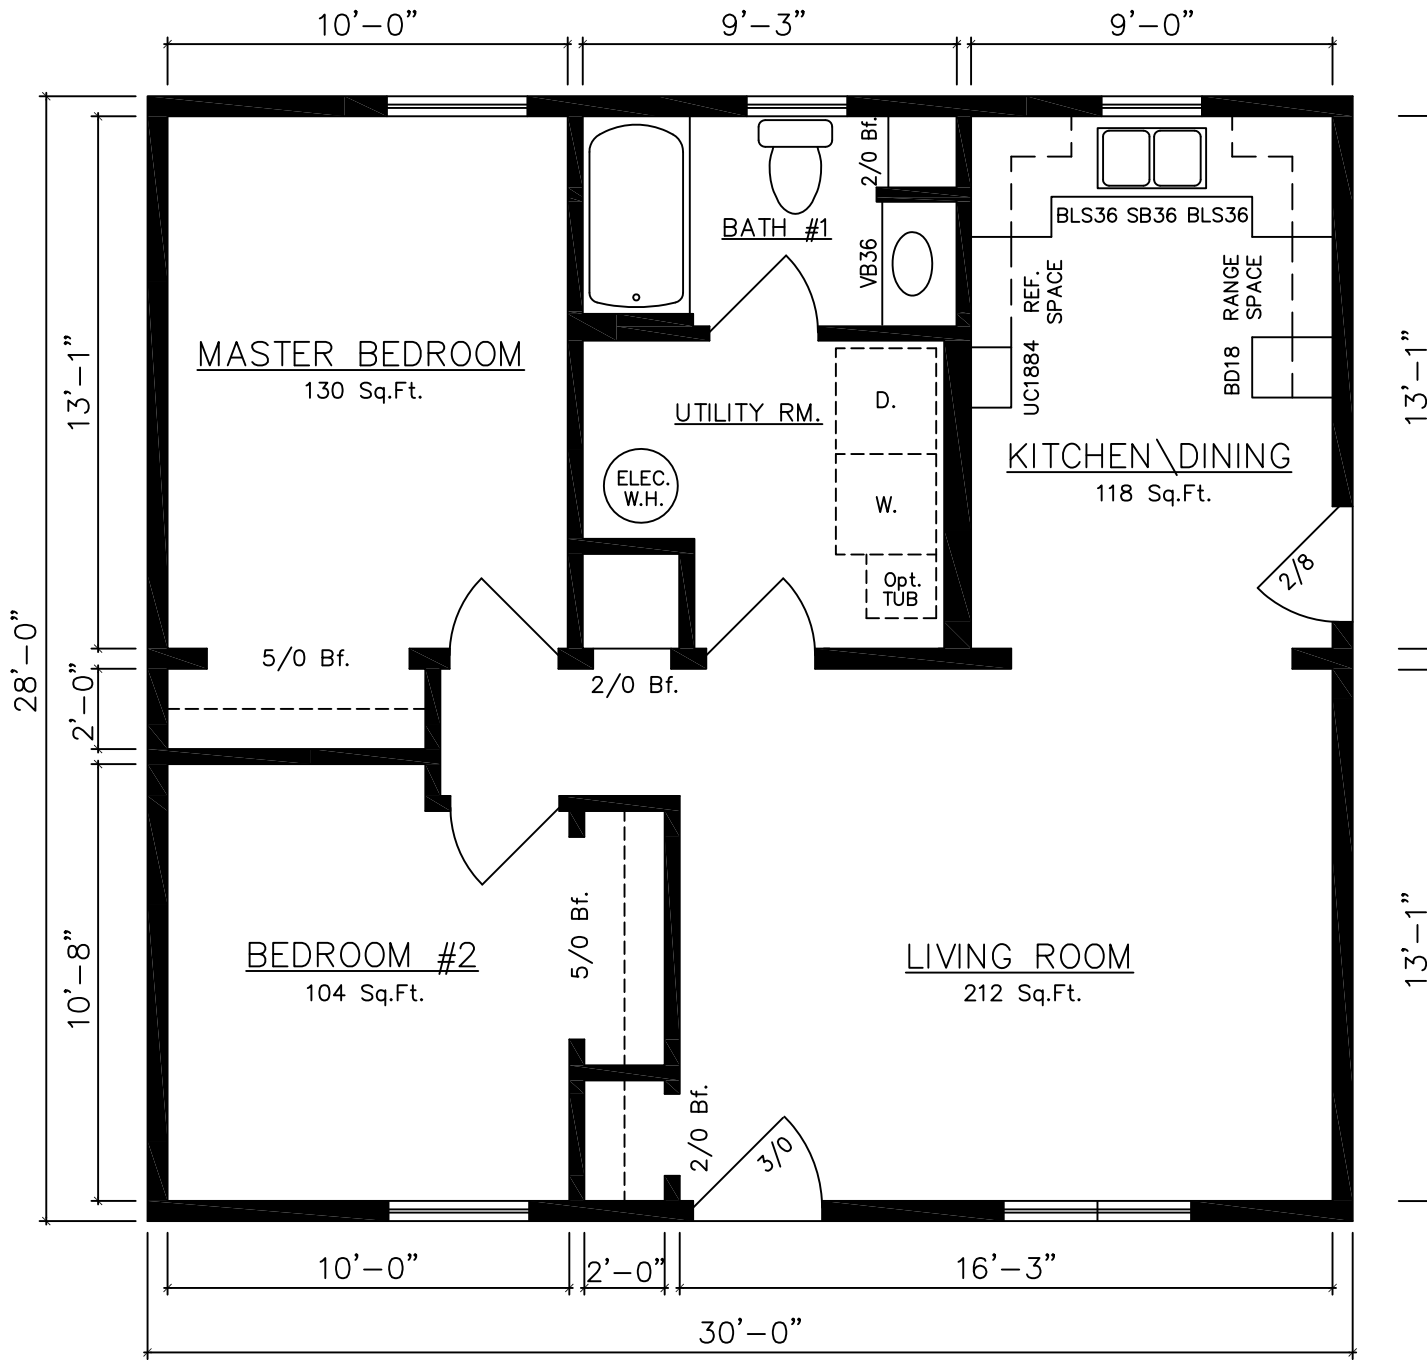 10'-0" 9'-3" 9'-0"
2/0 Bf.
BATH #1
BLS36 SB36 BLS36
VB36
REF.
SPACE
RANGE
SPACE
13'-1"
MASTER BEDROOM
130 Sq.Ft.
UC1884
BD18
13'-1"
D.
UTILITY RM.
KITCHEN\DINING
118 Sq.Ft.
ELEC.
W.H.
W.
2/8
Opt.
TUB
28'-0"
5/0 Bf.
2/0 Bf.
2'-0"
10'-8"
BEDROOM #2
104 Sq.Ft.
5/0 Bf.
LIVING ROOM
212 Sq.Ft.
13'-1"
2/0 Bf.
3/0
10'-0" 2'-0" 16'-3"
30'-0"